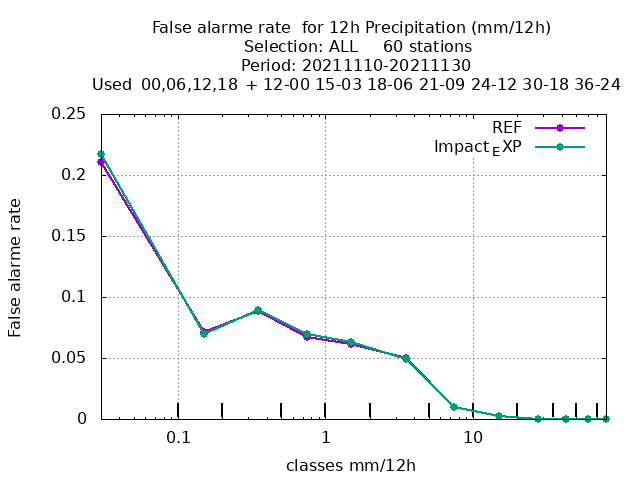 False alarme rate  for 12h Precipitation (mm/12h)
Selection: ALL     60 stations
Period: 20211110-20211130
Used  00,06,12,18  + 12-00 15-03 18-06 21-09 24-12 30-18 36-24
REF
Impact_EXP
0.25
0.2
0.15
0.1
0.05
0
False alarme rate
0.1
1
10
classes mm/12h